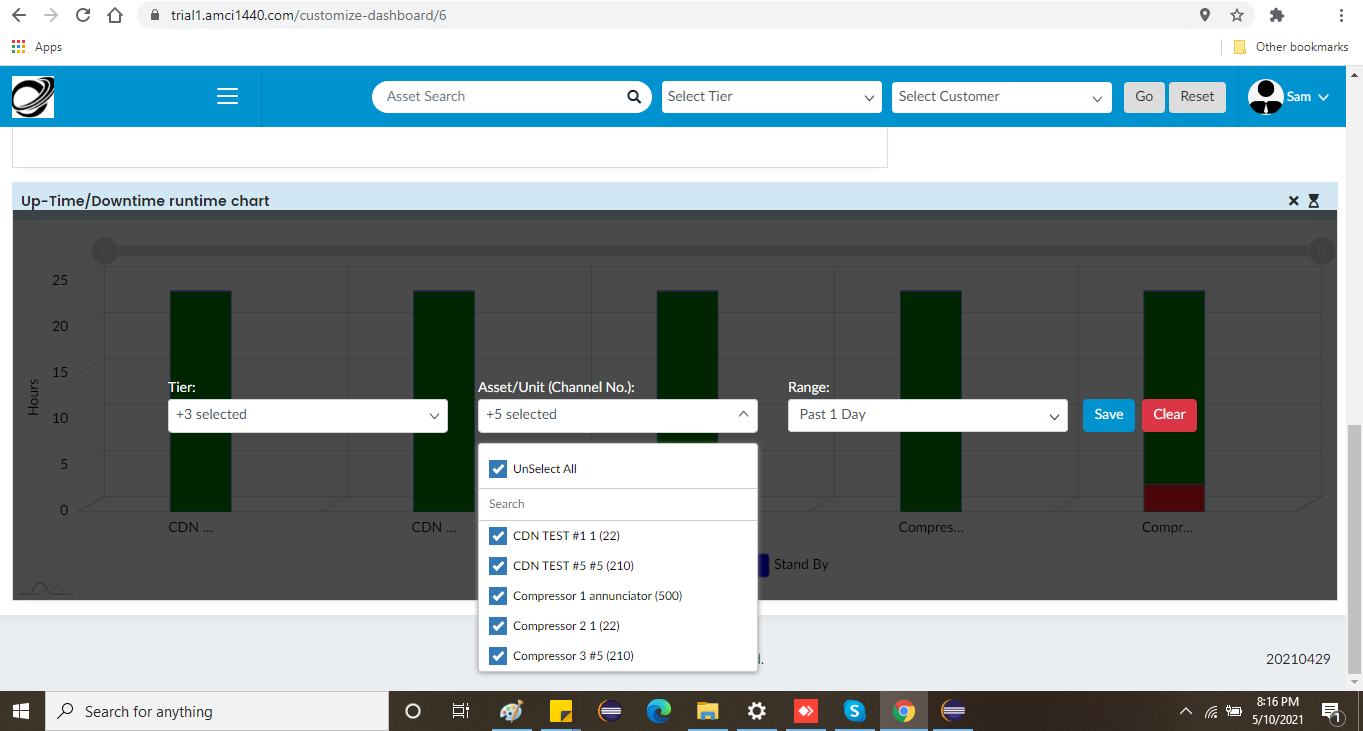 trial1.amci1440.com/customize-dashboard/6
Apps
Other bookmarks
Asset Search
Select Tier
Select Customer
Go
Reset
Sam
Up-Time/Downtime runtime chart
25
20
15
10
5
0
Hours
Tier:
Asset/Unit (Channel No.):
Range:
+3 selected
+5 selected
Past 1 Day
Save
Clear
UnSelect All
Search
CDN TEST #1 1 (22)
CDN TEST #5 #5 (210)
Compressor 1 annunciator (500)
Compressor 2 1 (22)
Compressor 3 #5 (210)
CDN ...
CDN ...
Compres...
Compr...
Stand By
20210429
Search for anything
8:16 PM
5/10/2021
1